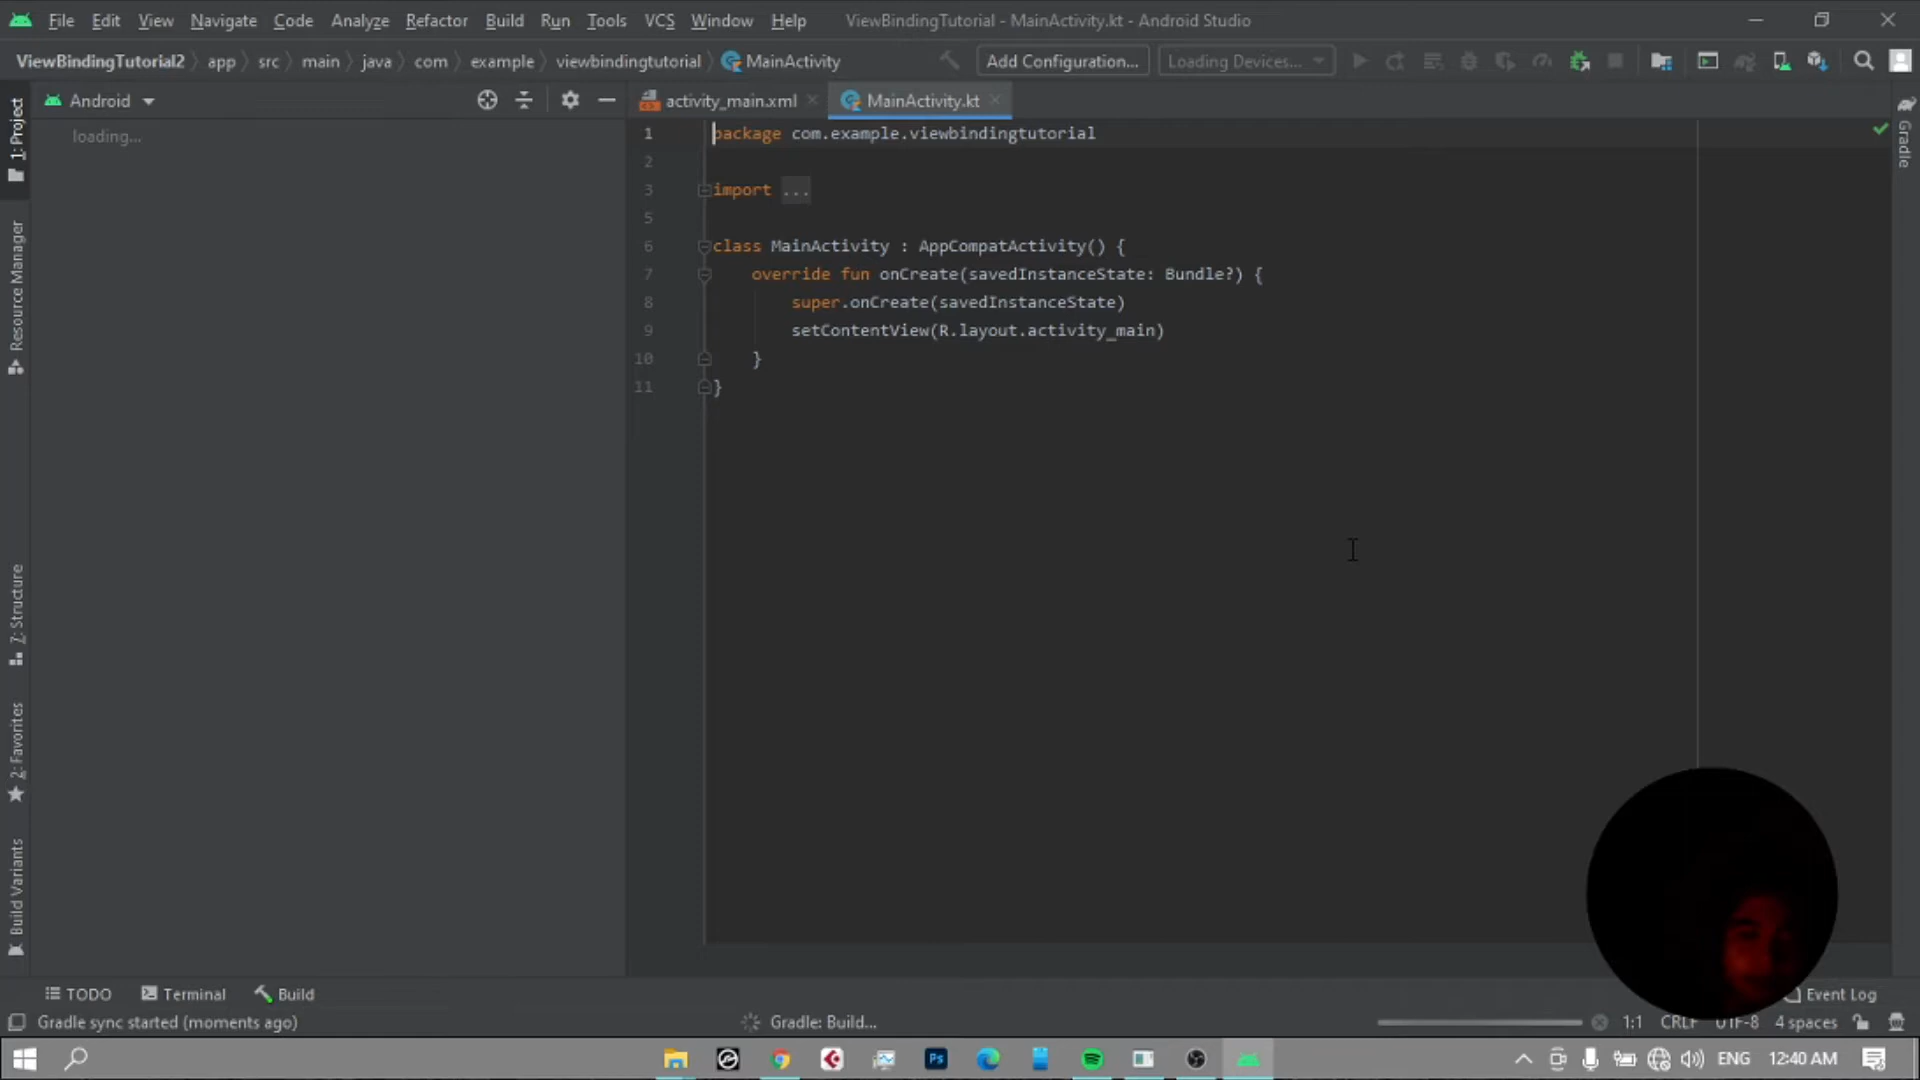 File Edit View Navigate Code Analyze Refactor Build Run Tools VCS Window Help ViewBindingTutorial - MainActivity.kt - Android Studio
ViewBindingTutorial2 app src main java com example viewbindingtutorial MainActivity Add Configuration... Loading Devices...
Android activity_main.xml MainActivity.kt
loading...
1 package com.example.viewbindingtutorial
2
3 import ...
5
6 class MainActivity : AppCompatActivity() {
7 override fun onCreate(savedInstanceState: Bundle?) {
8 super.onCreate(savedInstanceState)
9 setContentView(R.layout.activity_main)
10 }
11 }
1: Project
Resource Manager
7: Structure
2: Favorites
Build Variants
Gradle
TODO Terminal Build Event Log
Gradle sync started (moments ago) Gradle: Build... 1:1 CRLF UTF-8 4 spaces
Ps ENG 12:40 AM